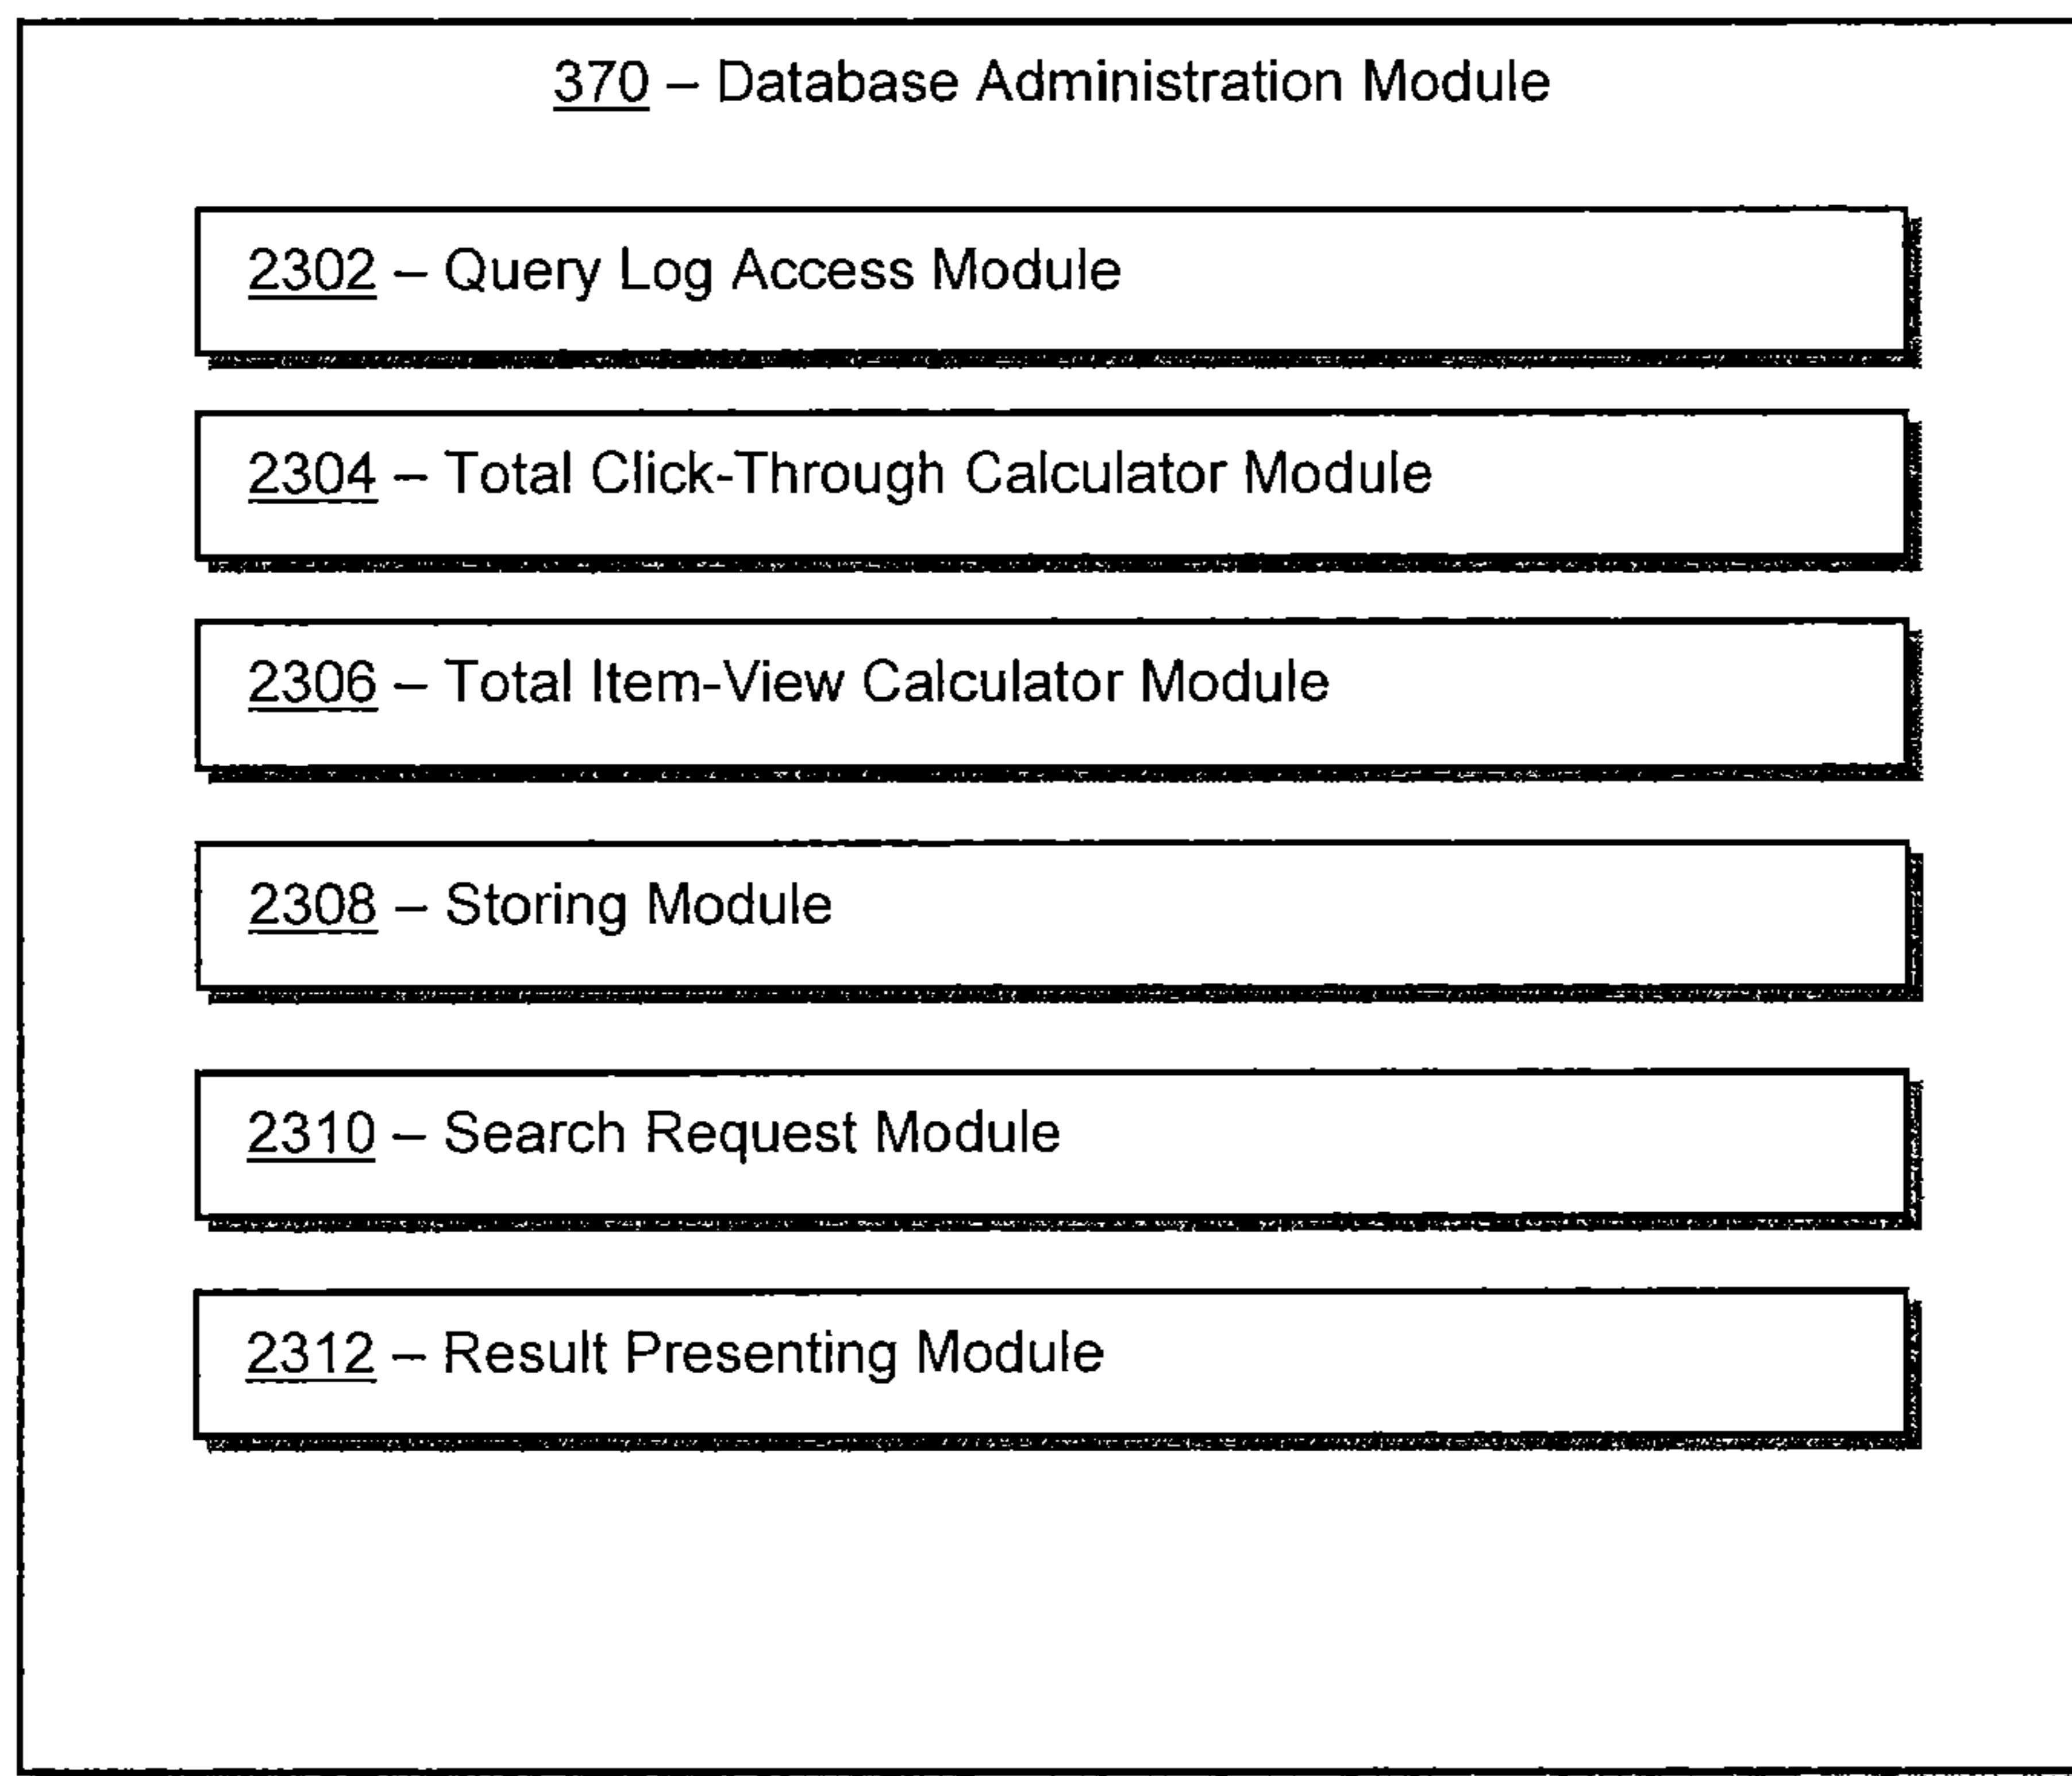 370 – Database Administration Module
2302 – Query Log Access Module
2304 – Total Click-Through Calculator Module
2306 – Total Item-View Calculator Module
2308 – Storing Module
2310 – Search Request Module
2312 – Result Presenting Module